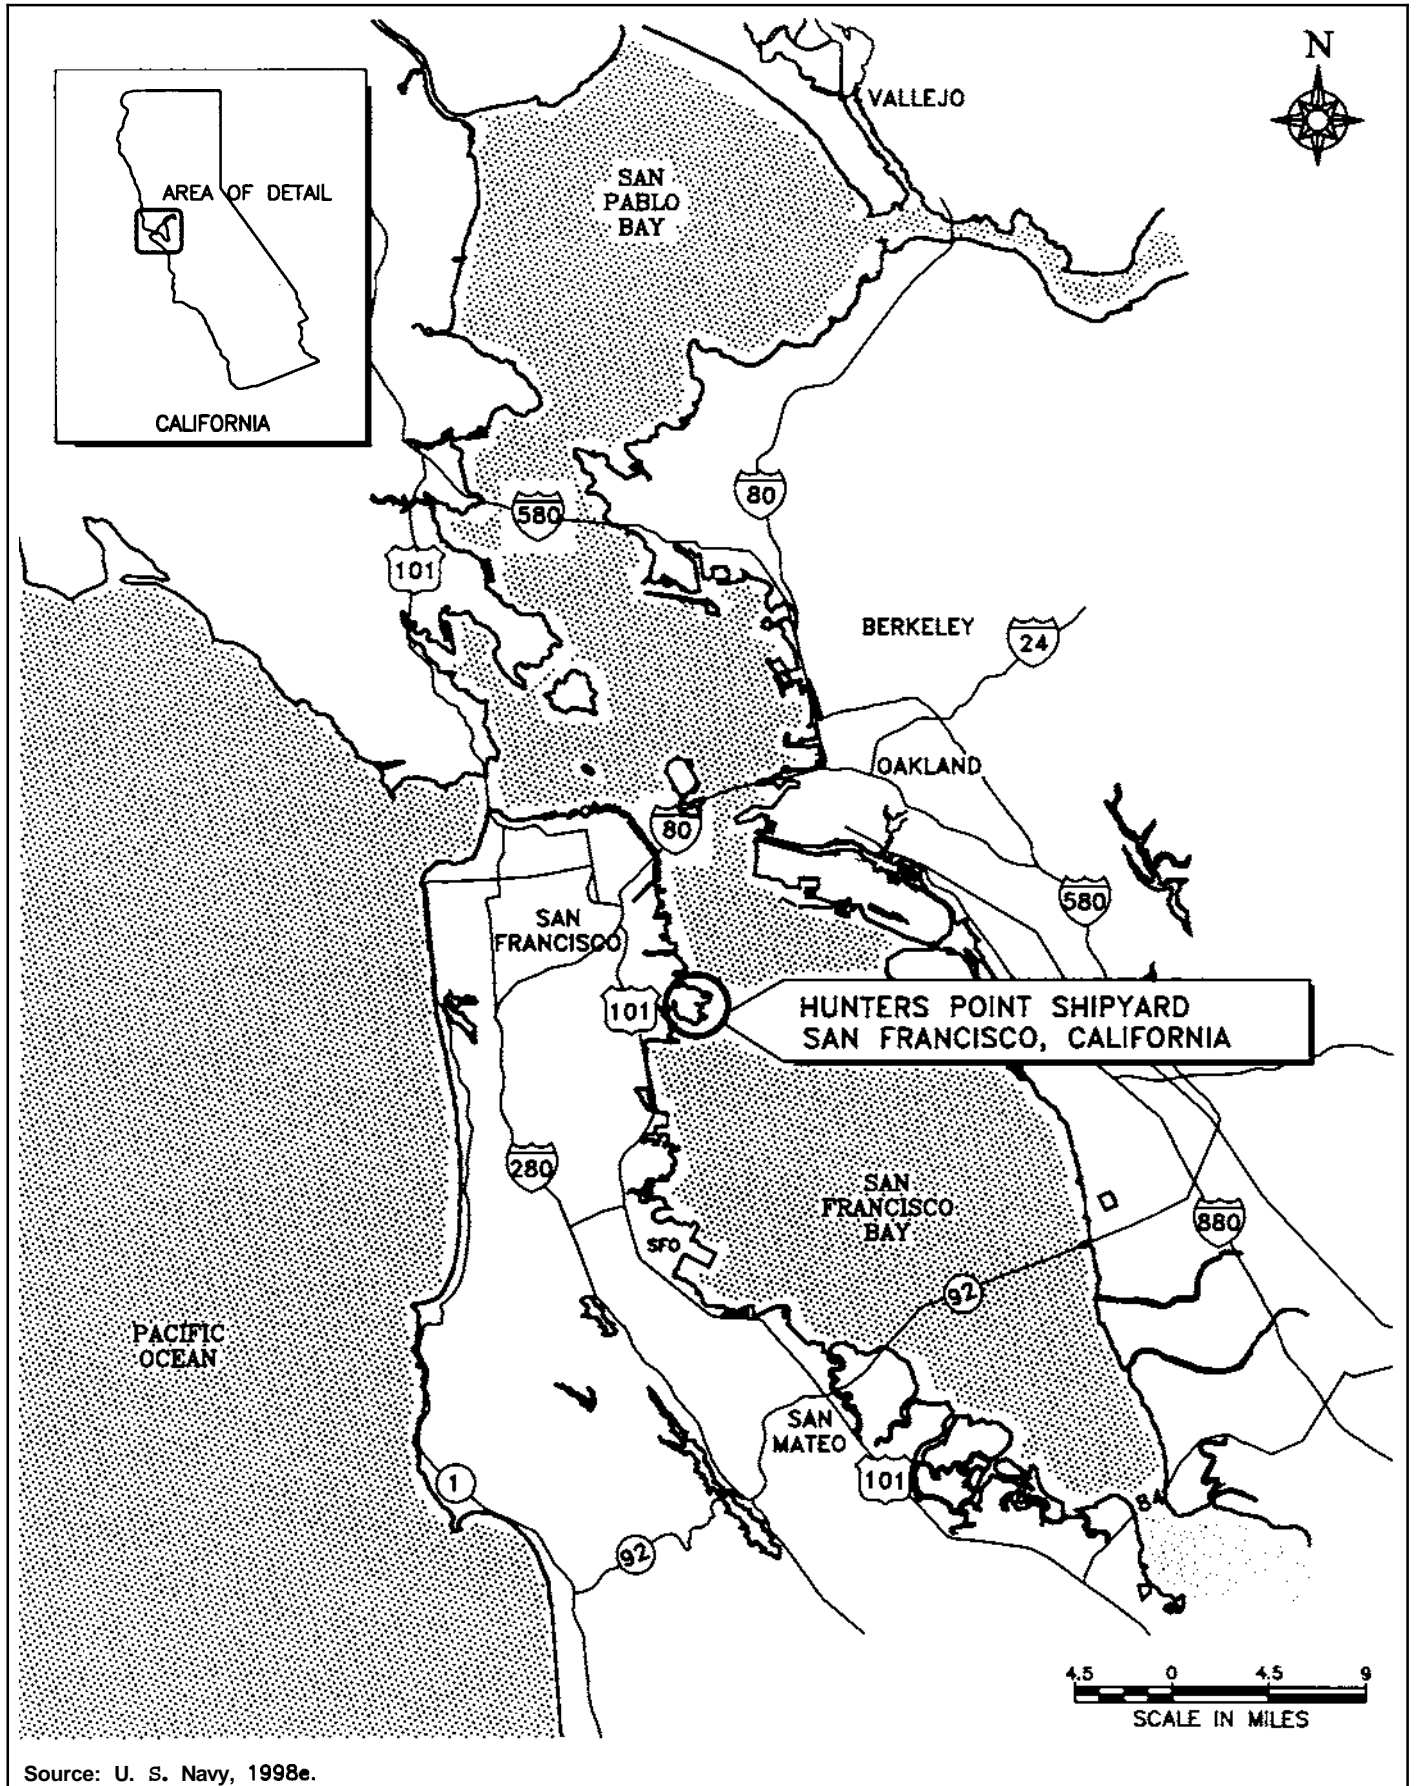 N
VALLEJO
SAN
PABLO
BAY
AREA OF DETAIL
CALIFORNIA
80
580
101
BERKELEY
24
OAKLAND
80
580
SAN
FRANCISCO
101
HUNTERS POINT SHIPYARD
SAN FRANCISCO, CALIFORNIA
280
SAN
FRANCISCO
BAY
880
SFO
92
PACIFIC
OCEAN
SAN
MATEO
101
1
84
92
4.5 0 4.5 9
SCALE IN MILES
Source: U. S. Navy, 1998e.